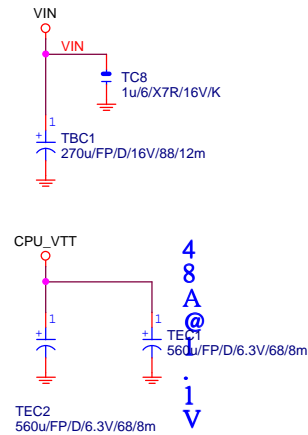 VIN
VIN
TC8
1u/6/X7R/16V/K
1
+
TBC1
270u/FP/D/16V/88/12m
CPU_VTT
48A@1.1V
1
+
1
+
TEC1
560u/FP/D/6.3V/68/8m
560u/FP/D/6.3V/68/8m
TEC2